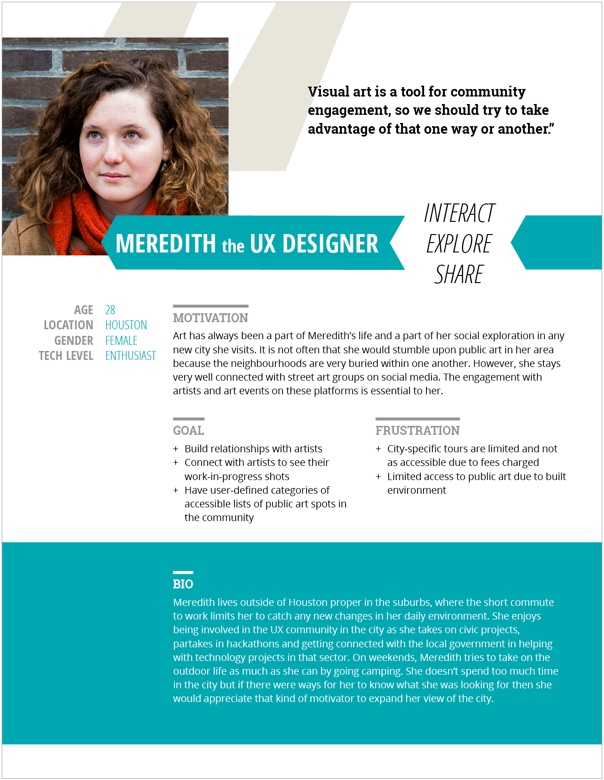 Visual art is a tool for community
engagement, so we should try to take
advantage of that one way or another.”
MEREDITH the UX DESIGNER
INTERACT
EXPLORE
SHARE
AGE 28
LOCATION HOUSTON
GENDER FEMALE
TECH LEVEL ENTHUSIAST
MOTIVATION
Art has always been a part of Meredith’s life and a part of her social exploration in any
new city she visits. It is not often that she would stumble upon public art in her area
because the neighbourhoods are very buried within one another. However, she stays
very well connected with street art groups on social media. The engagement with
artists and art events on these platforms is essential to her.
GOAL
+ Build relationships with artists
+ Connect with artists to see their
work-in-progress shots
+ Have user-defined categories of
accessible lists of public art spots in
the community
FRUSTRATION
+ City-specific tours are limited and not
as accessible due to fees charged
+ Limited access to public art due to built
environment
BIO
Meredith lives outside of Houston proper in the suburbs, where the short commute
to work limits her to catch any new changes in her daily environment. She enjoys
being involved in the UX community in the city as she takes on civic projects,
partakes in hackathons and getting connected with the local government in helping
with technology projects in that sector. On weekends, Meredith tries to take on the
outdoor life as much as she can by going camping. She doesn’t spend too much time
in the city but if there were ways for her to know what she was looking for then she
would appreciate that kind of motivator to expand her view of the city.